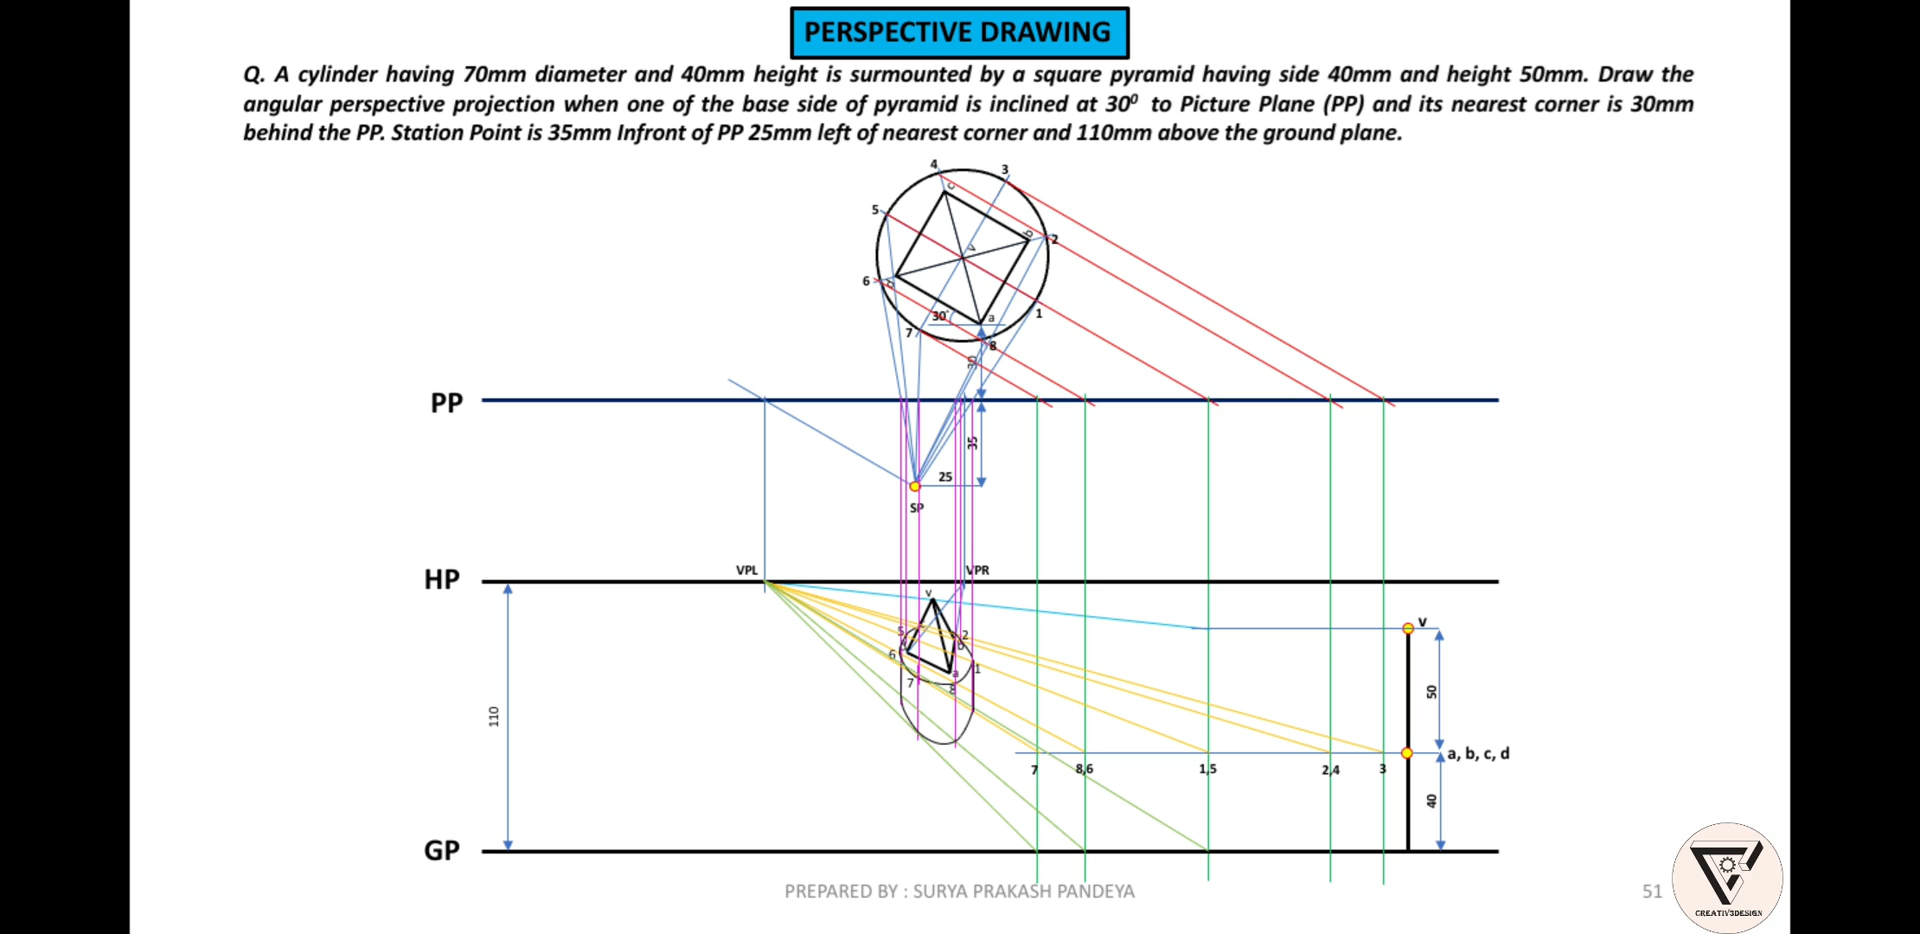 PERSPECTIVE DRAWING
Q. A cylinder having 70mm diameter and 40mm height is surmounted by a square pyramid having side 40mm and height 50mm. Draw the
angular perspective projection when one of the base side of pyramid is inclined at 30⁰ to Picture Plane (PP) and its nearest corner is 30mm
behind the PP. Station Point is 35mm Infront of PP 25mm left of nearest corner and 110mm above the ground plane.
4
3
c
5
b
2
v
6
d
30°
a
1
7
8
30
PP
35
25
SP
HP
VPL
VPR
v
v
5
2
b
6
1
a
7
8
50
110
a, b, c, d
7
8,6
1,5
2,4
3
40
GP
PREPARED BY : SURYA PRAKASH PANDEYA
51
CREATIV3DESIGN